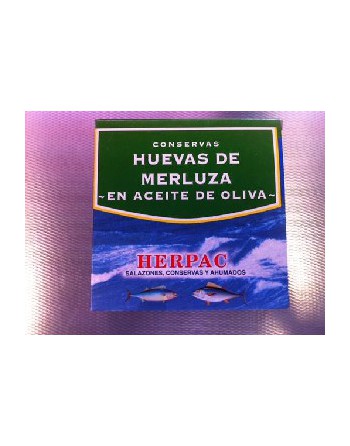 CONSERVAS
HUEVAS DE
MERLUZA
~EN ACEITE DE OLIVA~
HERPAC
SALAZONES, CONSERVAS Y AHUMADOS